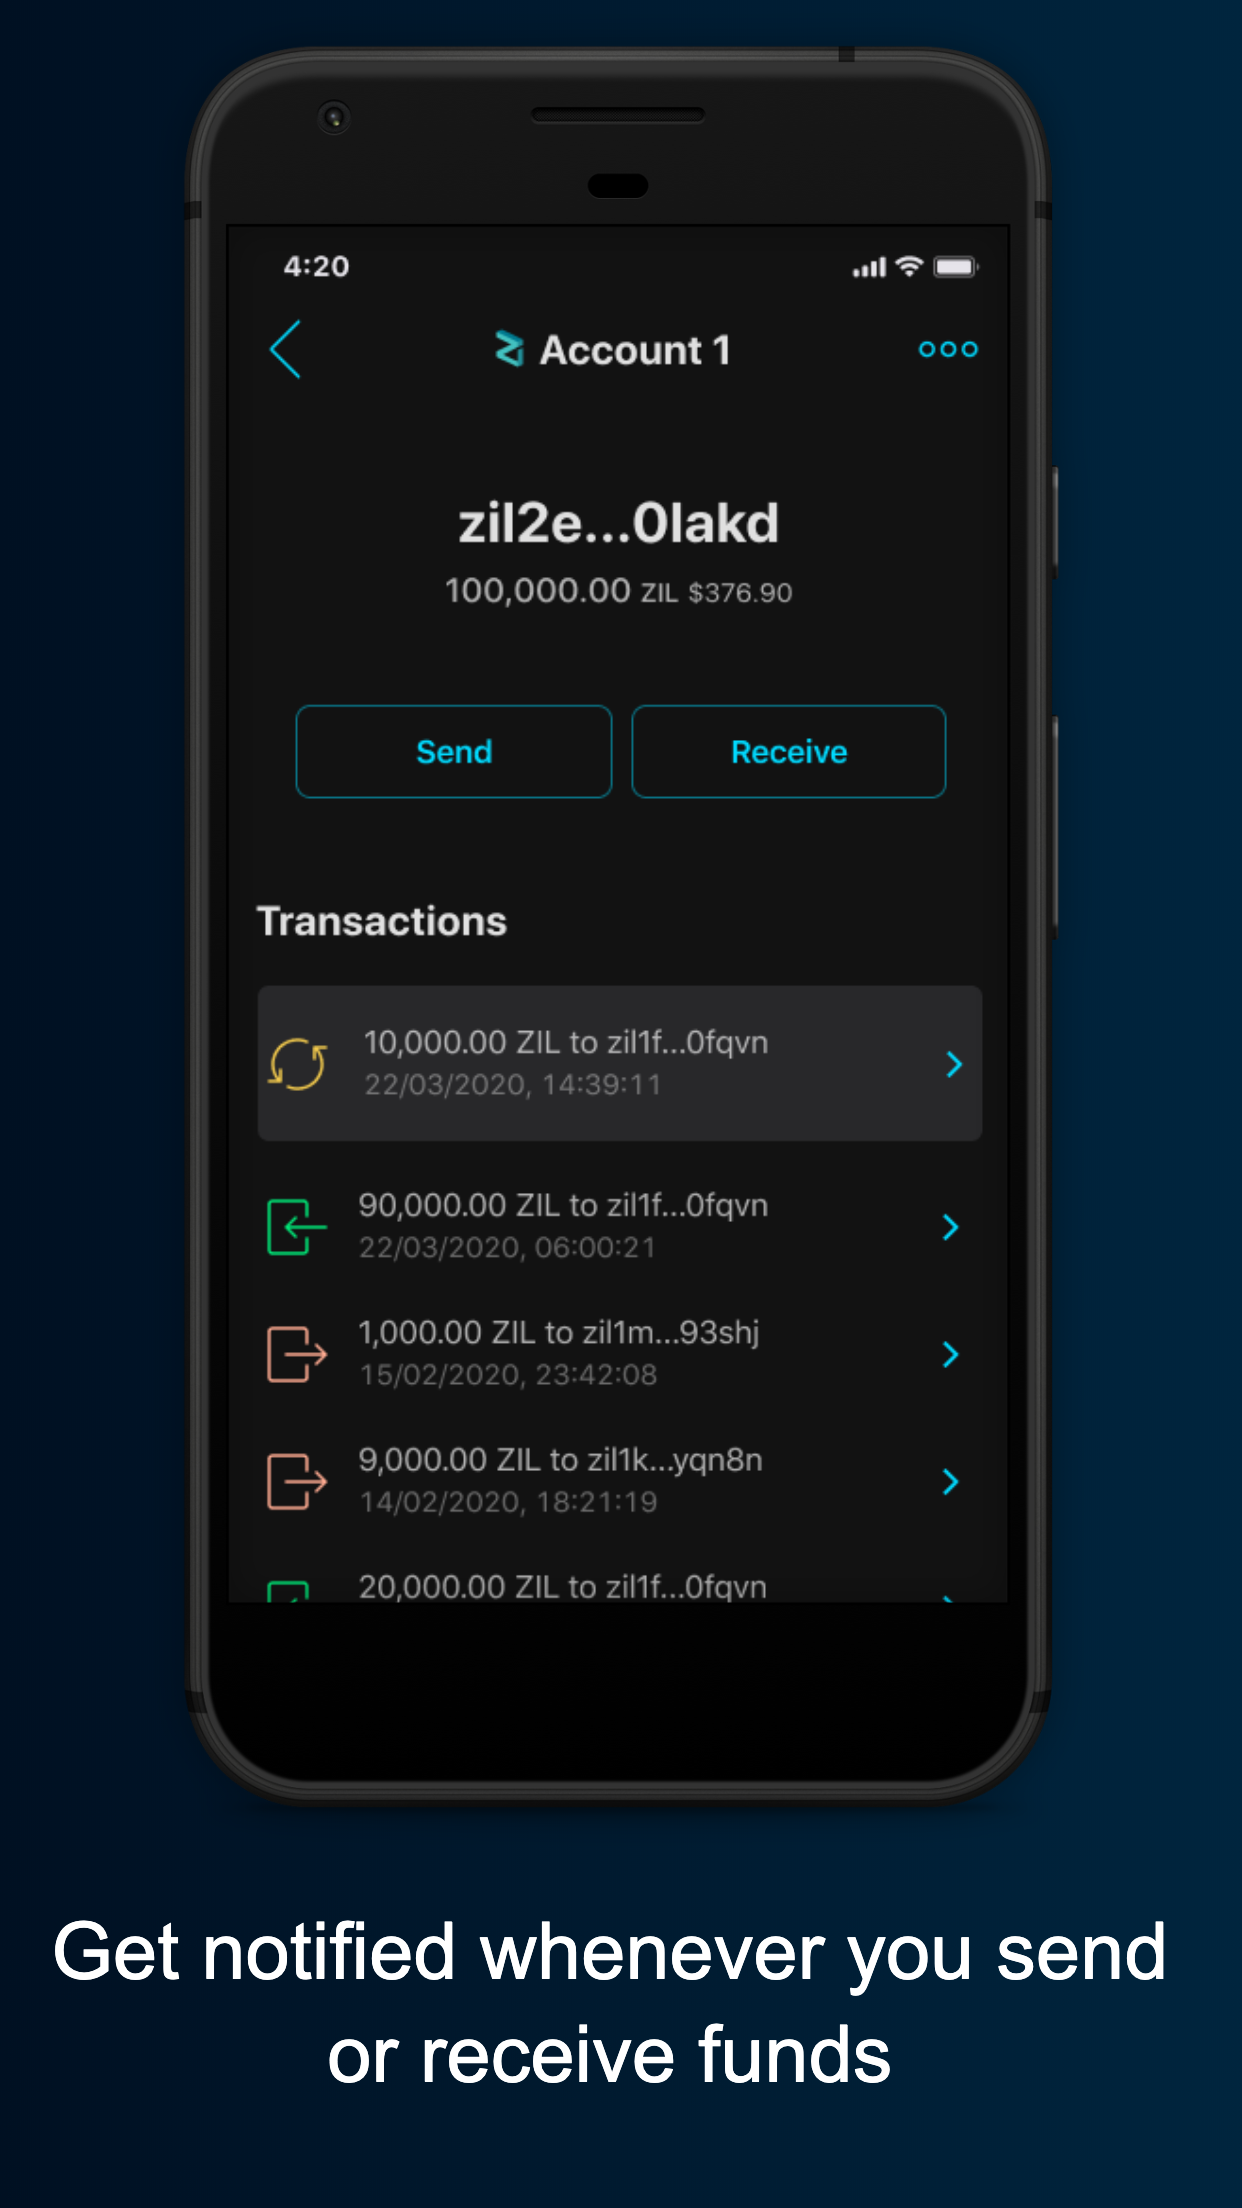 4:20
Account 1
zil2e...0lakd
100,000.00 ZIL $376.90
Send
Receive
Transactions
10,000.00 ZIL to zil1f...0fqvn
22/03/2020, 14:39:11
90,000.00 ZIL to zil1f...0fqvn
22/03/2020, 06:00:21
1,000.00 ZIL to zil1m...93shj
15/02/2020, 23:42:08
9,000.00 ZIL to zil1k...yqn8n
14/02/2020, 18:21:19
20,000.00 ZIL to zil1f...0fqvn
Get notified whenever you send
or receive funds